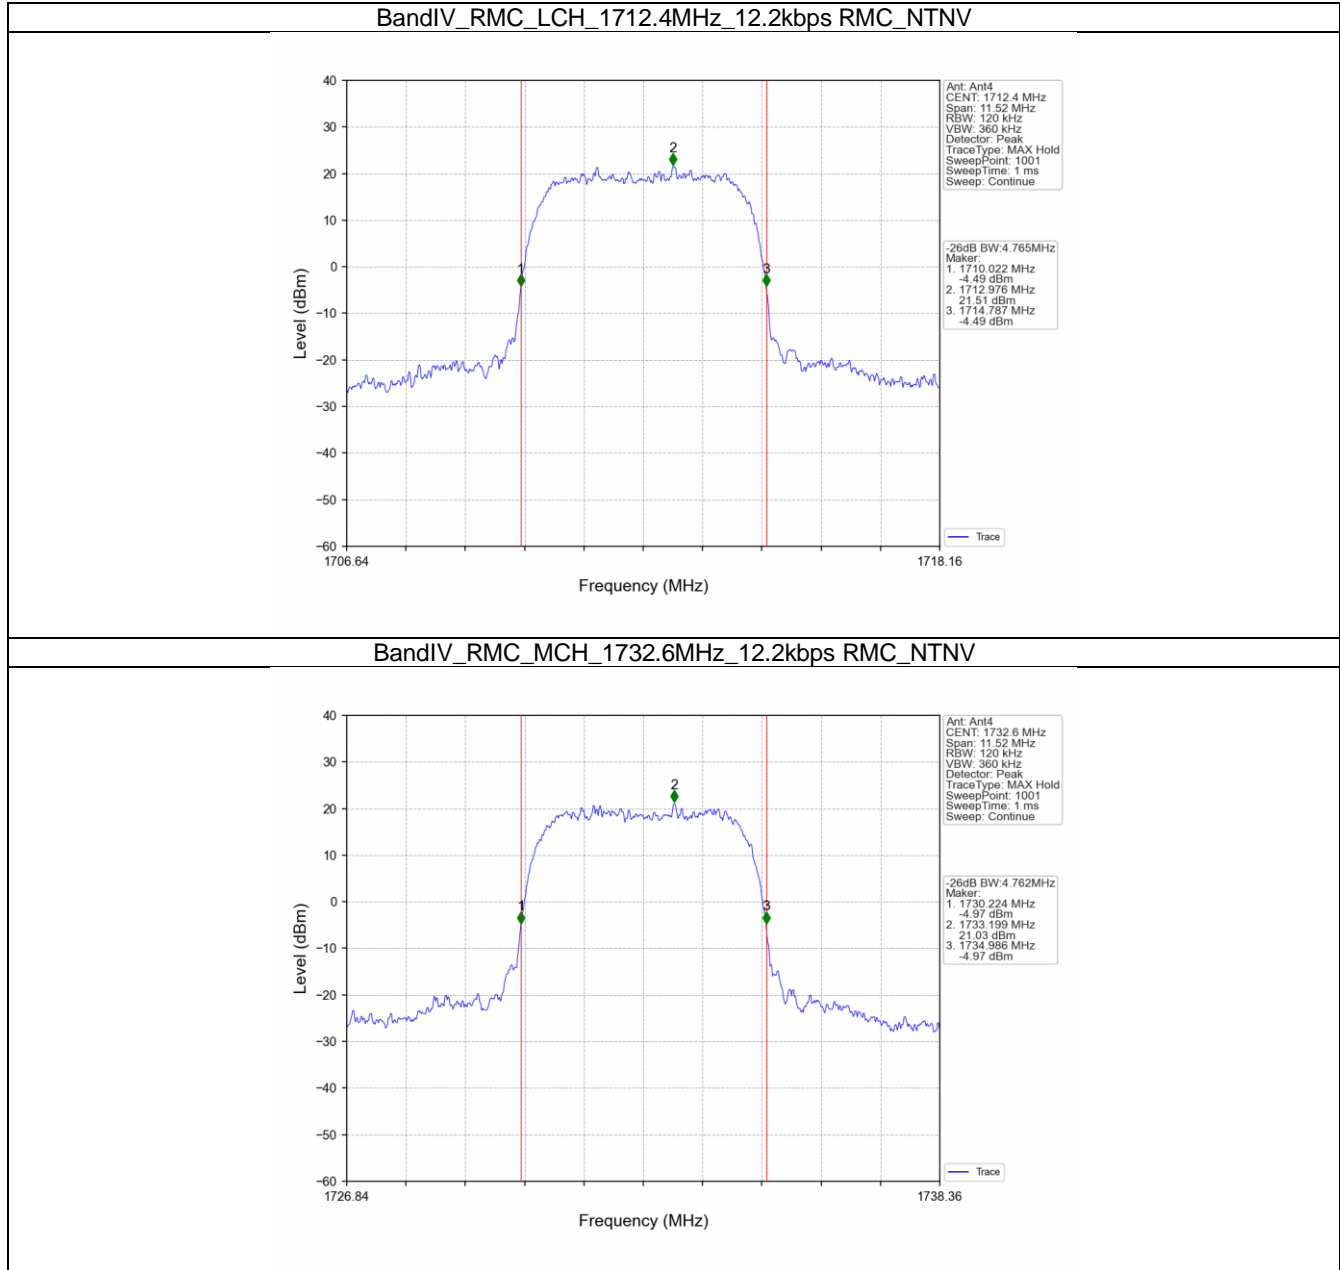 BandIV_RMC_LCH_1712.4MHz_12.2kbps RMC_NTNV
40
30
20
10
0
−10
−20
−30
−40
−50
−60
Level (dBm)
1
2
3
1706.64
1718.16
Frequency (MHz)
Ant: Ant4
CENT: 1712.4 MHz
Span: 11.52 MHz
RBW: 120 kHz
VBW: 360 kHz
Detector: Peak
TraceType: MAX Hold
SweepPoint: 1001
SweepTime: 1 ms
Sweep: Continue
-26dB BW:4.765MHz
Maker:
1. 1710.022 MHz
-4.49 dBm
2. 1712.976 MHz
21.51 dBm
3. 1714.787 MHz
-4.49 dBm
Trace
BandIV_RMC_MCH_1732.6MHz_12.2kbps RMC_NTNV
40
30
20
10
0
−10
−20
−30
−40
−50
−60
Level (dBm)
1
2
3
1726.84
1738.36
Frequency (MHz)
Ant: Ant4
CENT: 1732.6 MHz
Span: 11.52 MHz
RBW: 120 kHz
VBW: 360 kHz
Detector: Peak
TraceType: MAX Hold
SweepPoint: 1001
SweepTime: 1 ms
Sweep: Continue
-26dB BW:4.762MHz
Maker:
1. 1730.224 MHz
-4.97 dBm
2. 1733.199 MHz
21.03 dBm
3. 1734.986 MHz
-4.97 dBm
Trace